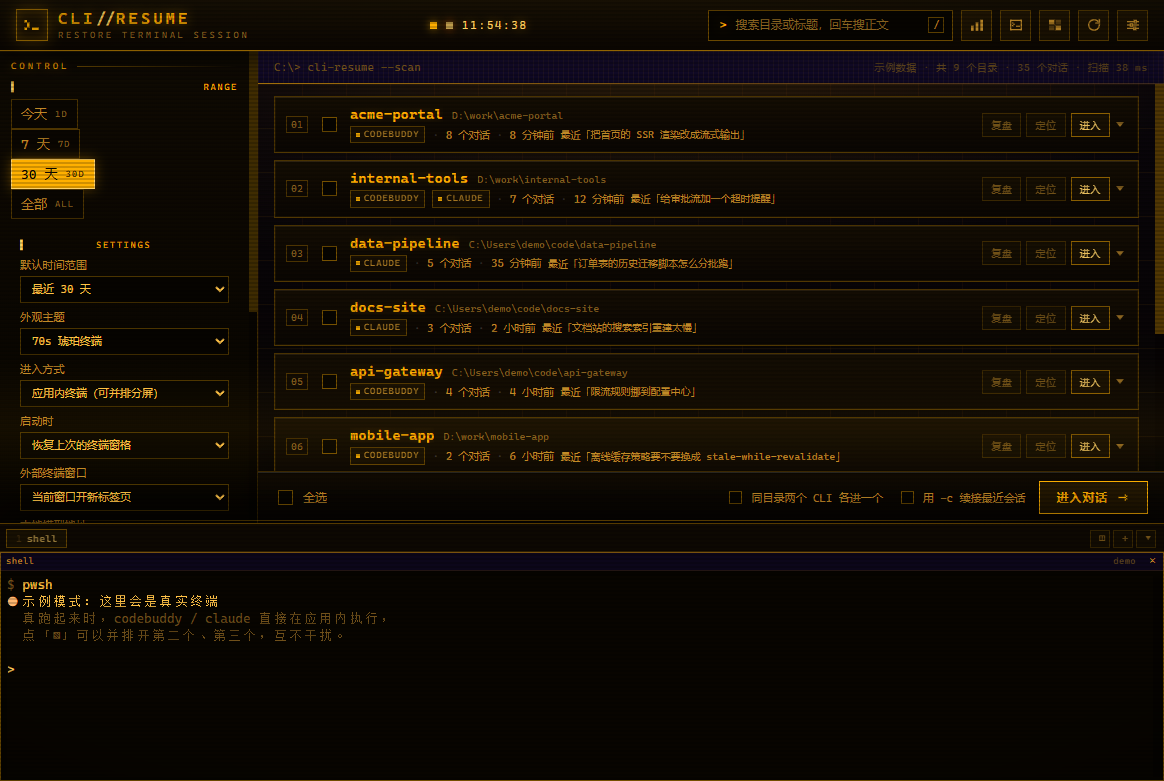 CLI//RESUME
RESTORE TERMINAL SESSION
11:54:38
> 搜索目录或标题，回车搜正文 /
CONTROL
RANGE
今天 1D
7 天 7D
30 天 30D
全部 ALL
SETTINGS
默认时间范围
最近 30 天
外观主题
70s 琥珀终端
进入方式
应用内终端（可并排分屏）
启动时
恢复上次的终端窗格
外部终端窗口
当前窗口开新标签页
C:\> cli-resume --scan
示例数据 · 共 9 个目录 · 35 个对话 · 扫描 38 ms
01 acme-portal D:\work\acme-portal
CODEBUDDY · 8 个对话 · 8 分钟前 最近「把首页的 SSR 渲染改成流式输出」
复盘 定位 进入
02 internal-tools D:\work\internal-tools
CODEBUDDY CLAUDE · 7 个对话 · 12 分钟前 最近「给审批流加一个超时提醒」
复盘 定位 进入
03 data-pipeline C:\Users\demo\code\data-pipeline
CLAUDE · 5 个对话 · 35 分钟前 最近「订单表的历史迁移脚本怎么分批跑」
复盘 定位 进入
04 docs-site C:\Users\demo\code\docs-site
CLAUDE · 3 个对话 · 2 小时前 最近「文档站的搜索索引重建太慢」
复盘 定位 进入
05 api-gateway C:\Users\demo\code\api-gateway
CODEBUDDY · 4 个对话 · 4 小时前 最近「限流规则挪到配置中心」
复盘 定位 进入
06 mobile-app D:\work\mobile-app
CODEBUDDY · 2 个对话 · 6 小时前 最近「离线缓存策略要不要换成 stale-while-revalidate」
复盘 定位 进入
全选
同目录两个 CLI 各进一个
用 -c 续接最近会话
进入对话 →
1 shell
shell
demo ×
$ pwsh
示例模式：这里会是真实终端
真跑起来时，codebuddy / claude 直接在应用内执行，
点「⊞」可以并排开第二个、第三个，互不干扰。
>